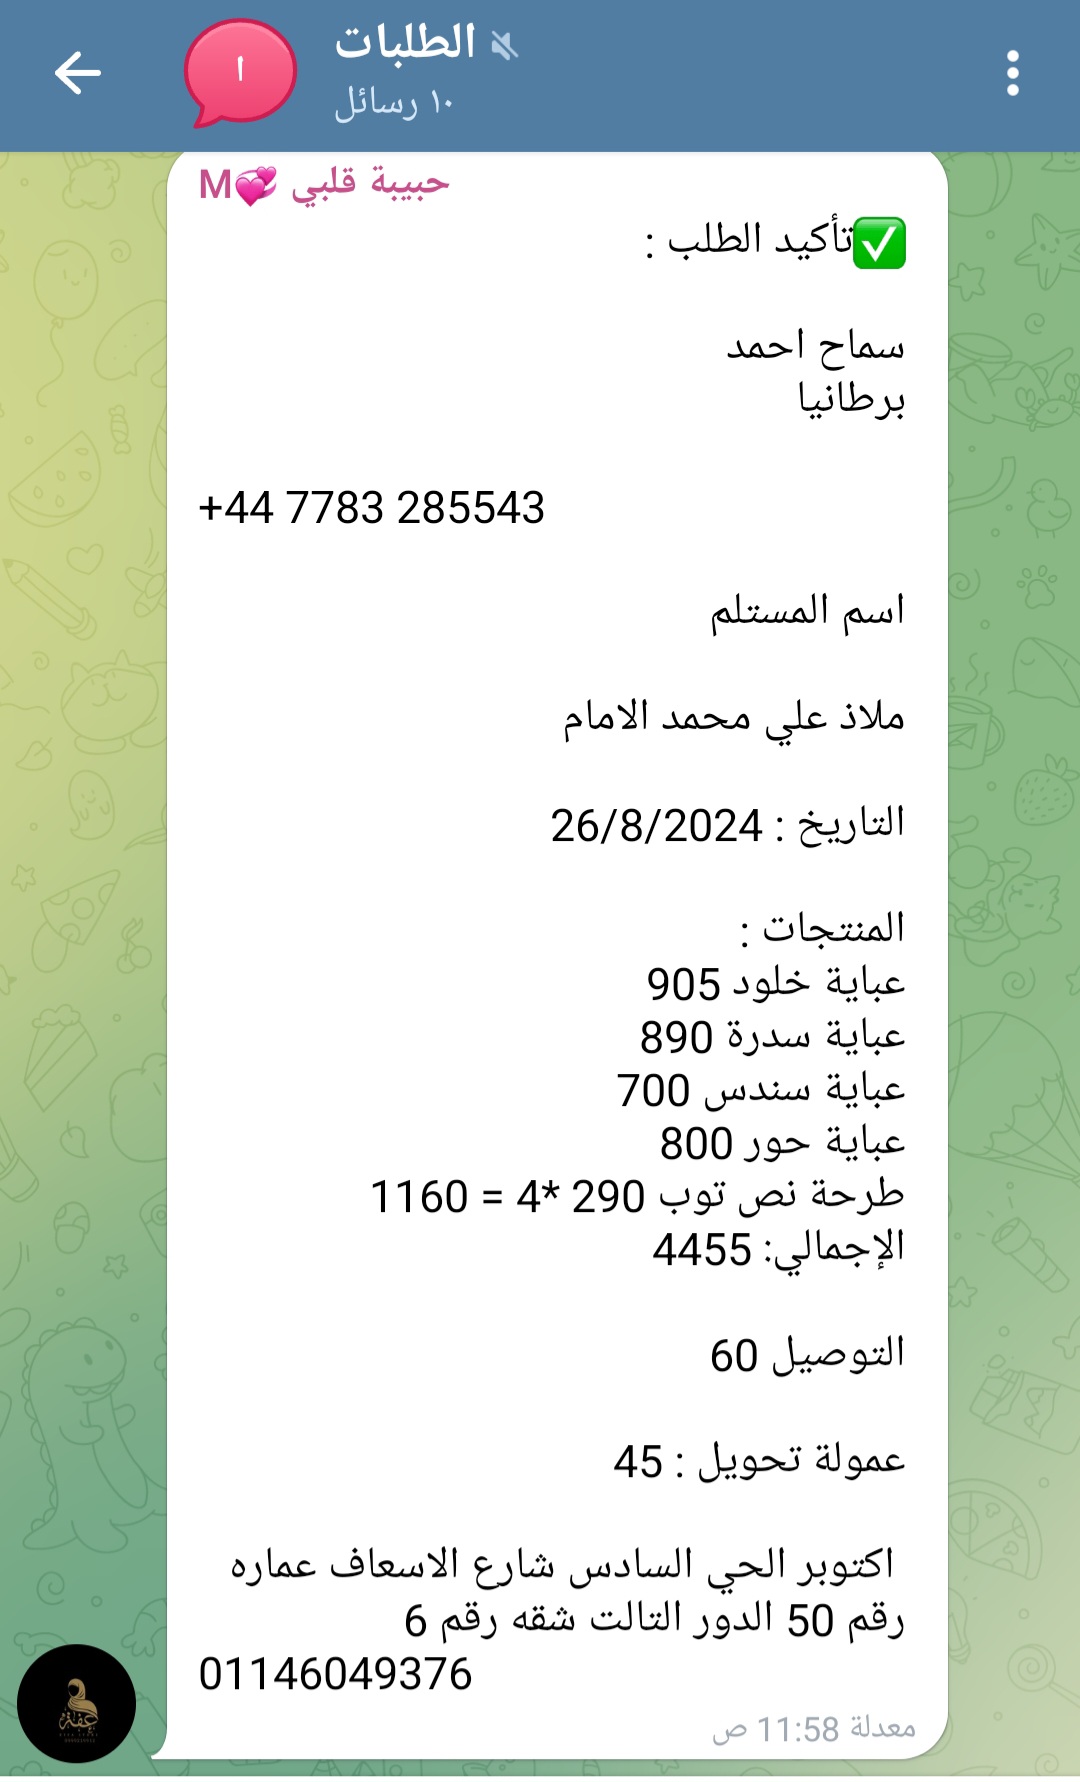 الطلبات
١٠ رسائل
ا
حبيبة قلبي 💞M
✅تأكيد الطلب :
سماح احمد
برطانيا
+44 7783 285543
اسم المستلم
ملاذ علي محمد الامام
التاريخ : 26/8/2024
المنتجات :
عباية خلود 905
عباية سدرة 890
عباية سندس 700
عباية حور 800
طرحة نص توب 290 *4 = 1160
الإجمالي: 4455
التوصيل 60
عمولة تحويل : 45
اكتوبر الحي السادس شارع الاسعاف عماره
رقم 50 الدور التالت شقه رقم 6
01146049376
معدلة 11:58 ص
عفة